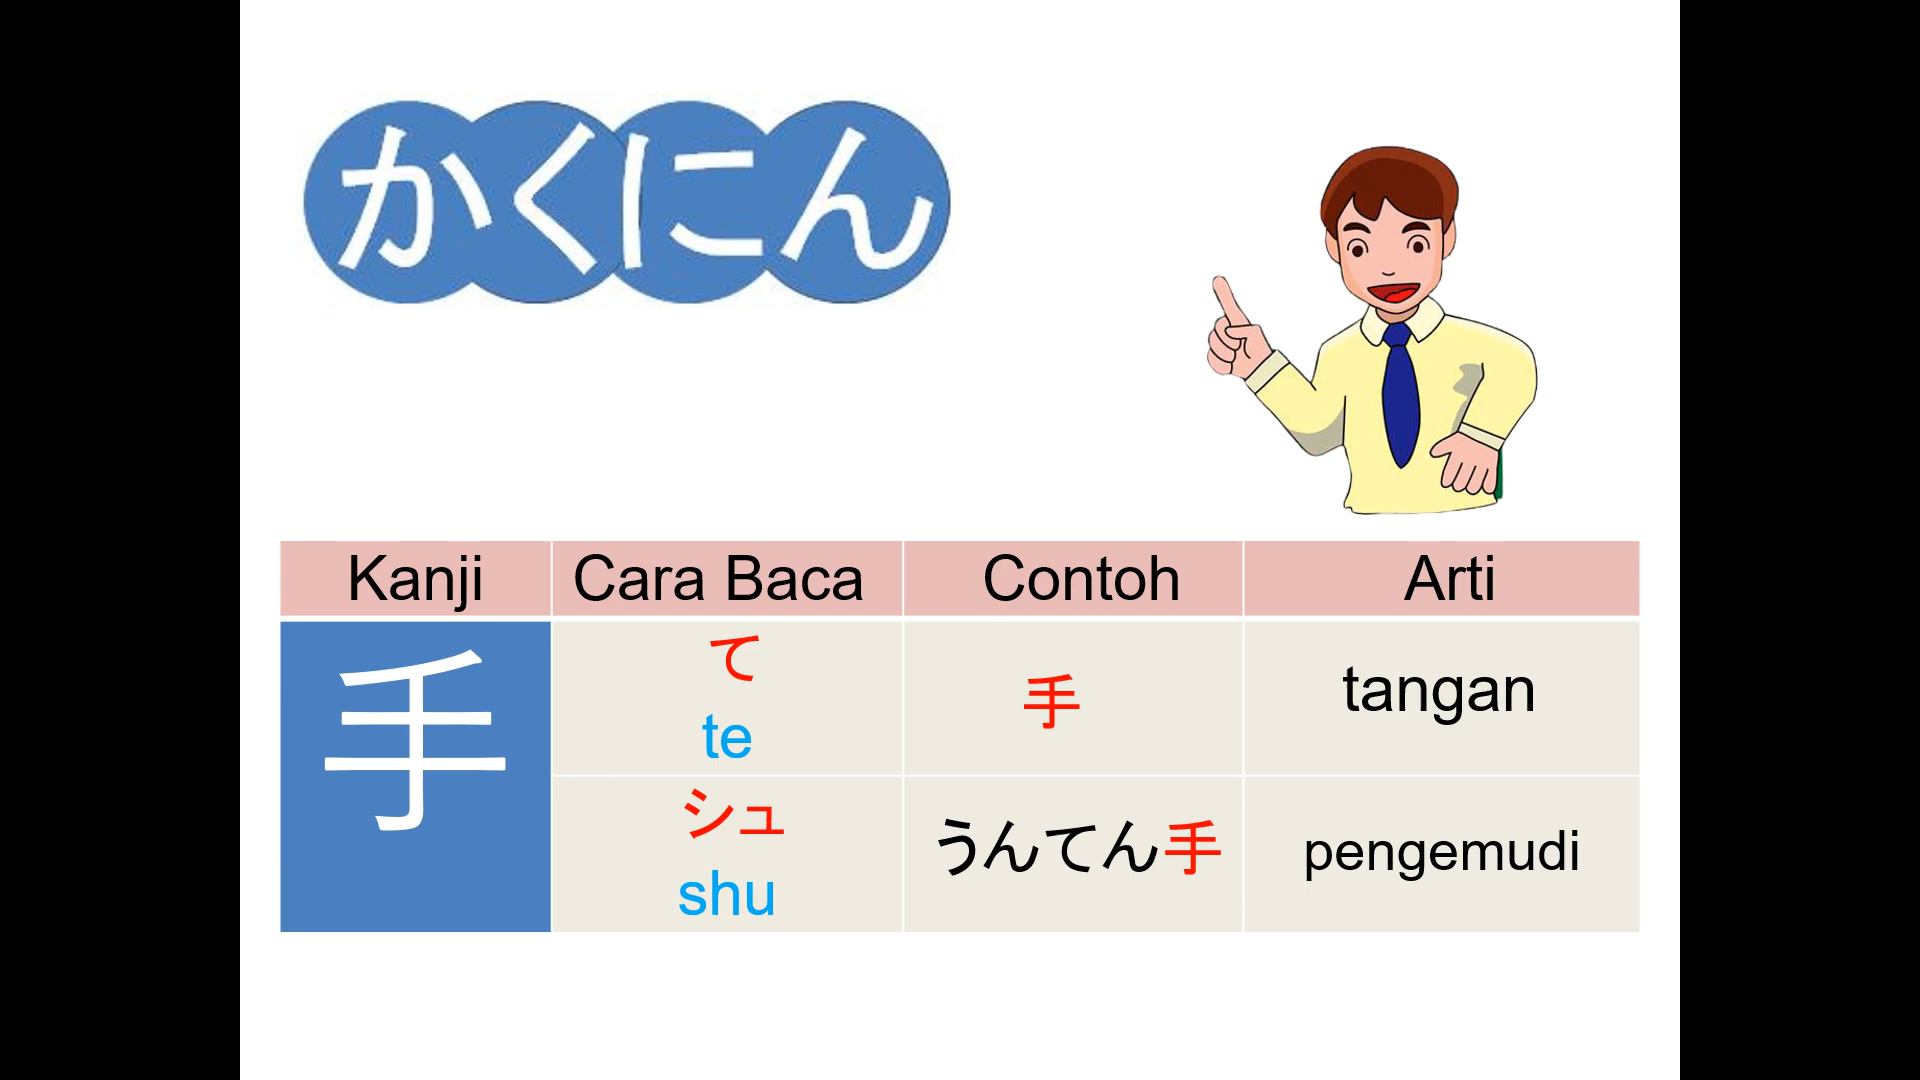 かくにん
Kanji Cara Baca Contoh Arti
手
て
te
手
tangan
シュ
shu
うんてん手
pengemudi